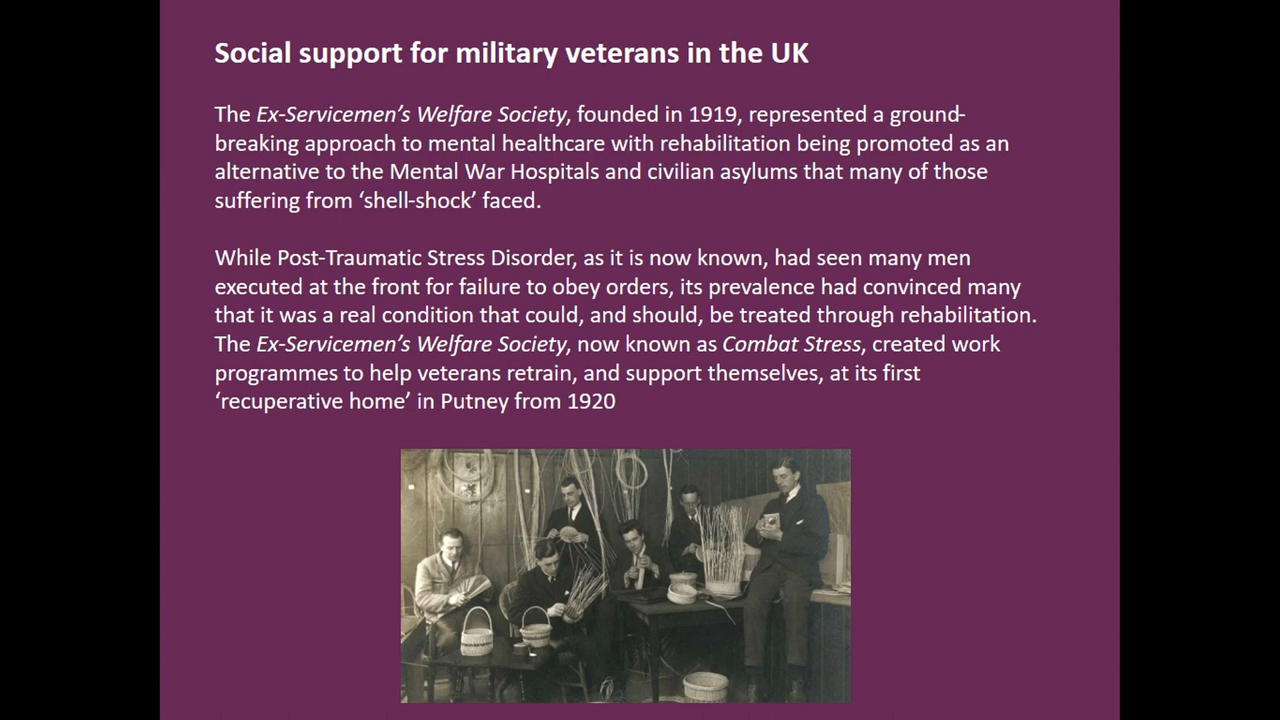 Social support for military veterans in the UK
The Ex-Servicemen’s Welfare Society, founded in 1919, represented a ground-
breaking approach to mental healthcare with rehabilitation being promoted as an
alternative to the Mental War Hospitals and civilian asylums that many of those
suffering from ‘shell-shock’ faced.
While Post-Traumatic Stress Disorder, as it is now known, had seen many men
executed at the front for failure to obey orders, its prevalence had convinced many
that it was a real condition that could, and should, be treated through rehabilitation.
The Ex-Servicemen’s Welfare Society, now known as Combat Stress, created work
programmes to help veterans retrain, and support themselves, at its first
‘recuperative home’ in Putney from 1920